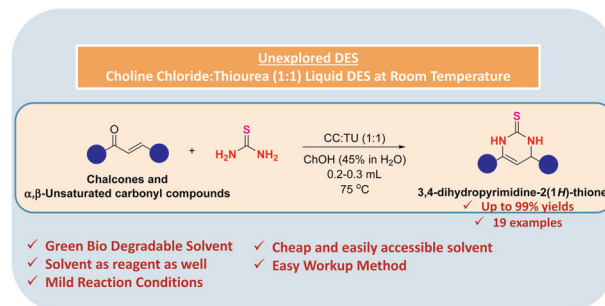 Unexplored DES
Choline Chloride:Thiourea (1:1) Liquid DES at Room Temperature
O
+
S
H₂N NH₂
CC:TU (1:1)
ChOH (45% in H₂O)
0.2-0.3 mL
75 °C
S
HN NH
Chalcones and
α,β-Unsaturated carbonyl compounds
3,4-dihydropyrimidine-2(1H)-thione
✓ Up to 99% yields
✓ 19 examples
✓ Green Bio Degradable Solvent
✓ Solvent as reagent as well
✓ Mild Reaction Conditions
✓ Cheap and easily accessible solvent
✓ Easy Workup Method